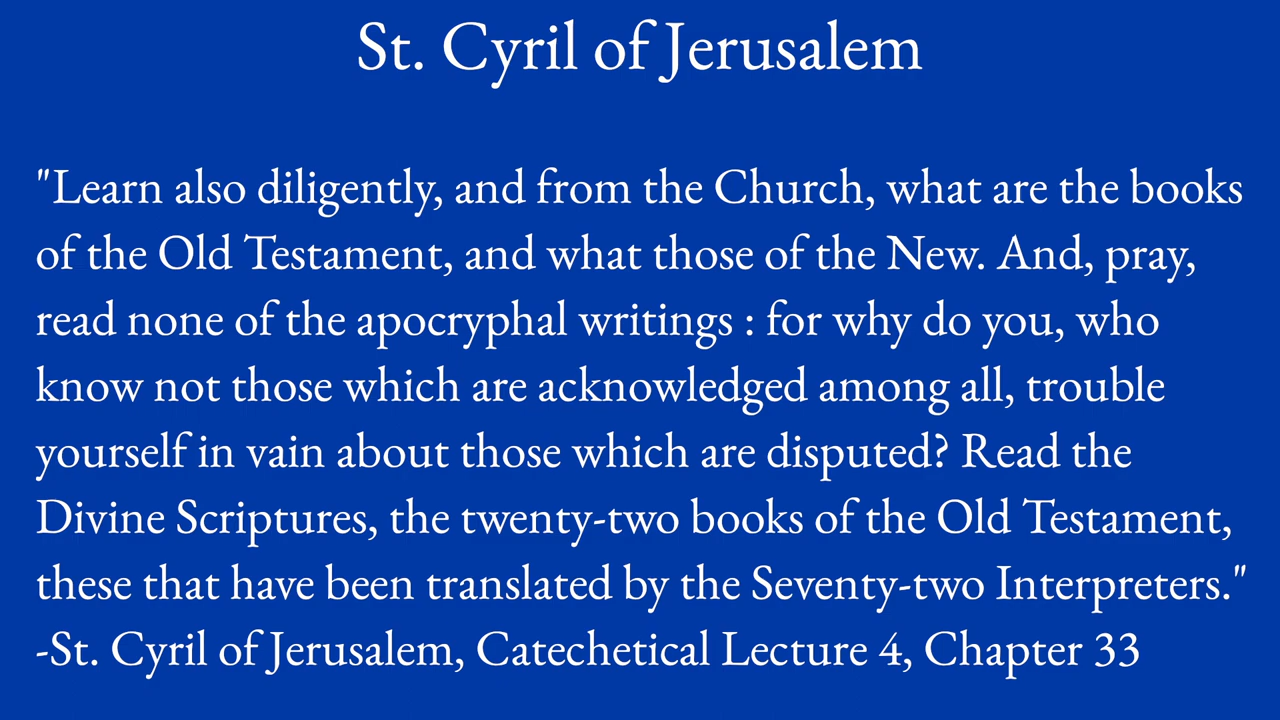 St. Cyril of Jerusalem
"Learn also diligently, and from the Church, what are the books
of the Old Testament, and what those of the New. And, pray,
read none of the apocryphal writings : for why do you, who
know not those which are acknowledged among all, trouble
yourself in vain about those which are disputed? Read the
Divine Scriptures, the twenty-two books of the Old Testament,
these that have been translated by the Seventy-two Interpreters."
-St. Cyril of Jerusalem, Catechetical Lecture 4, Chapter 33